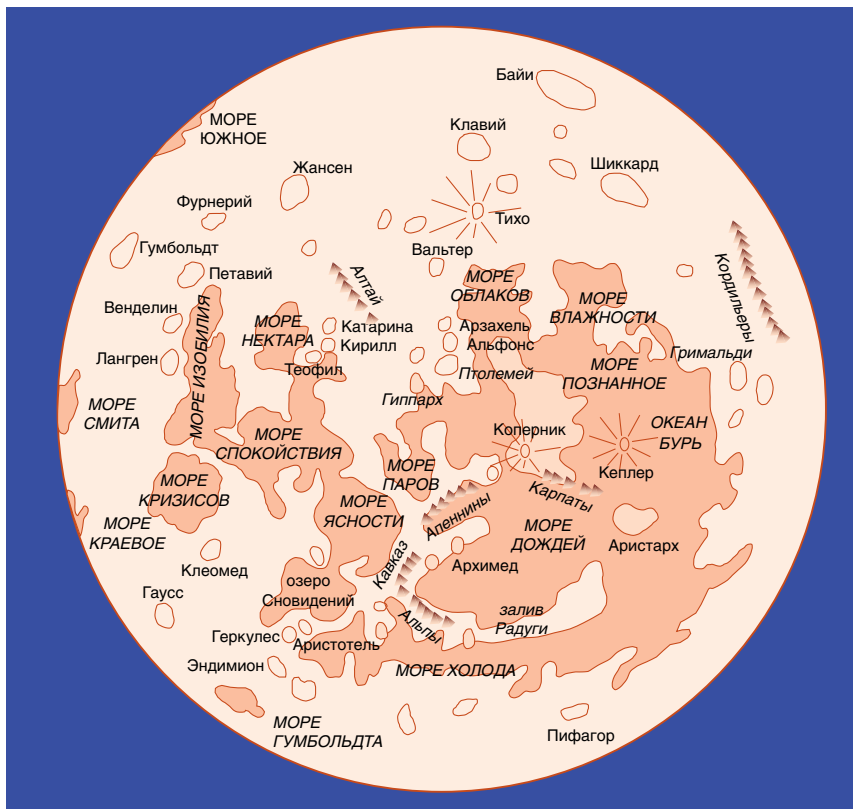 Байи
МОРЕ
ЮЖНОЕ
Клавий
Жансен
Шиккард
Фурнерий
Тихо
Гумбольдт
Вальтер
Петавий
Алтай
Кордильеры
МОРЕ
ОБЛАКОВ
МОРЕ
ВЛАЖНОСТИ
Венделин
МОРЕ ИЗОБИЛИЯ
МОРЕ
НЕКТАРА
Катарина
Кирилл
Арзахель
Альфонс
Лангрен
Теофил
Птолемей
МОРЕ
ПОЗНАННОЕ
Гримальди
Гиппарх
МОРЕ
СМИТА
МОРЕ
СПОКОЙСТВИЯ
Коперник
ОКЕАН
БУРЬ
МОРЕ
ПАРОВ
Кеплер
МОРЕ
КРИЗИСОВ
Карпаты
МОРЕ
ЯСНОСТИ
Апеннины
МОРЕ
ДОЖДЕЙ
МОРЕ
КРАЕВОЕ
Аристарх
Кавказ
Архимед
Клеомед
озеро
Сновидений
Гаусс
залив
Радуги
Альпы
Геркулес
Аристотель
Эндимион
МОРЕ ХОЛОДА
МОРЕ
ГУМБОЛЬДТА
Пифагор